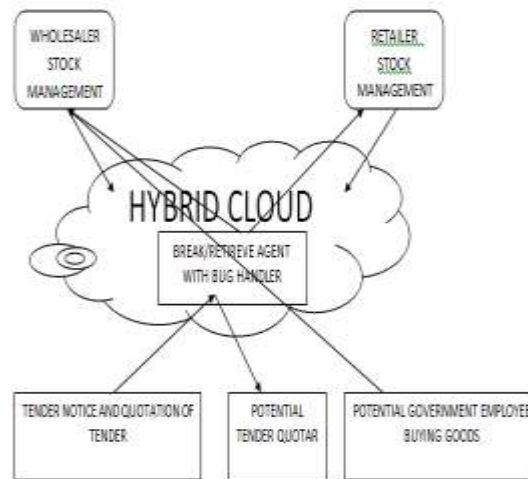 WHOLESALER
STOCK
MANAGEMENT
RETAILER
STOCK
MANAGEMENT
HYBRID CLOUD
BREAK/RETIREVE AGENT
WITH BUG HANDLER
TENDER NOTICE AND QUOTATION OF
TENDER
POTENTIAL
TENDER QUOTAR
POTENTIAL GOVERNMENT EMPLOYEE
BUYING GOODS